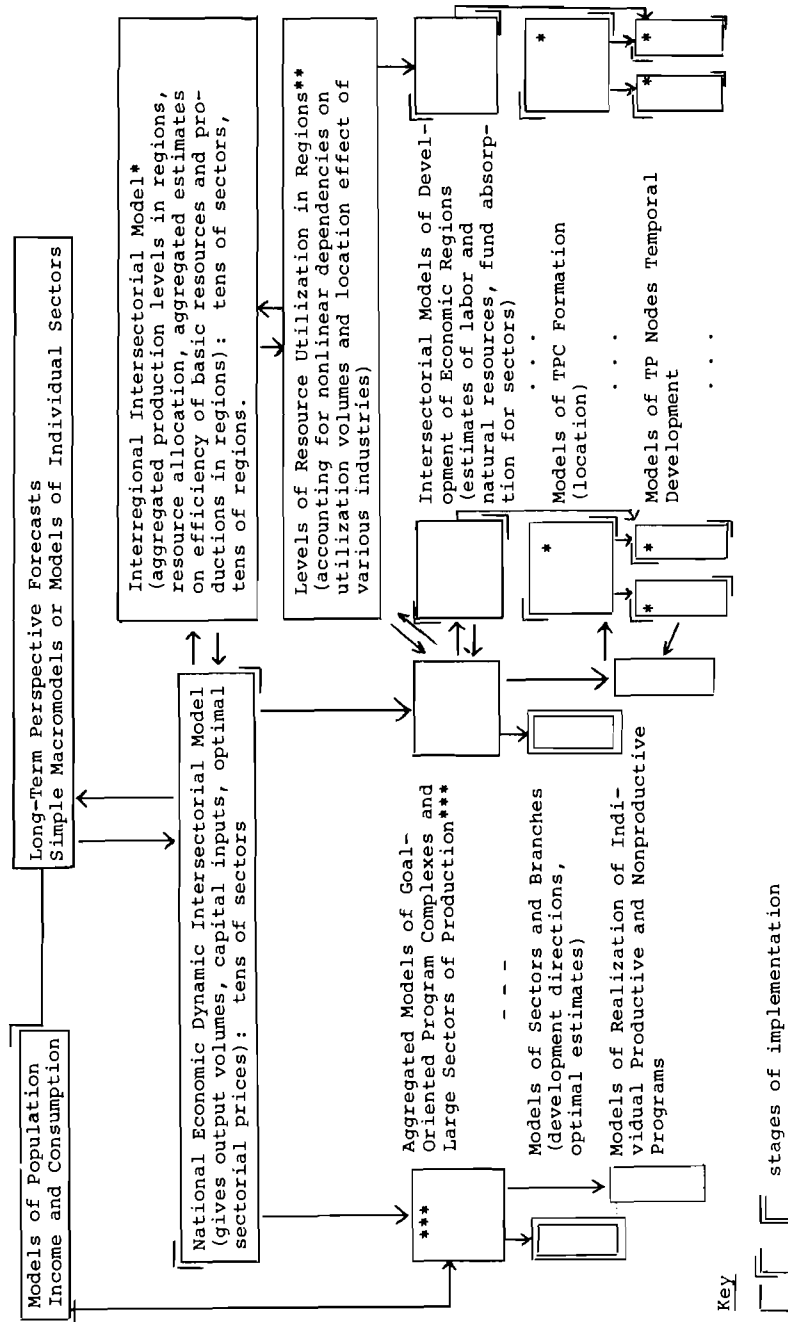 Models of Population
Income and Consumption
Long-Term Perspective Forecasts
Simple Macromodels or Models of Individual Sectors
National Economic Dynamic Intersectorial Model
(gives output volumes, capital inputs, optimal
sectorial prices): tens of sectors
Interregional Intersectorial Model*
(aggregated production levels in regions,
resource allocation, aggregated estimates
on efficiency of basic resources and pro-
ductions in regions): tens of sectors,
tens of regions.
Levels of Resource Utilization in Regions**
(accounting for nonlinear dependencies on
utilization volumes and location effect of
various industries)
***
Aggregated Models of Goal-
Oriented Program Complexes and
Large Sectors of Production***
- - -
Models of Sectors and Branches
(development directions,
optimal estimates)
Models of Realization of Indi-
vidual Productive and Nonproductive
Programs
Intersectorial Models of Devel-
opment of Economic Regions
(estimates of labor and
natural resources, fund absorp-
tion for sectors)
. . .
* Models of TPC Formation *
(location)
. . .
* * Models of TP Nodes Temporal * *
Development
. . .
Key
stages of implementation